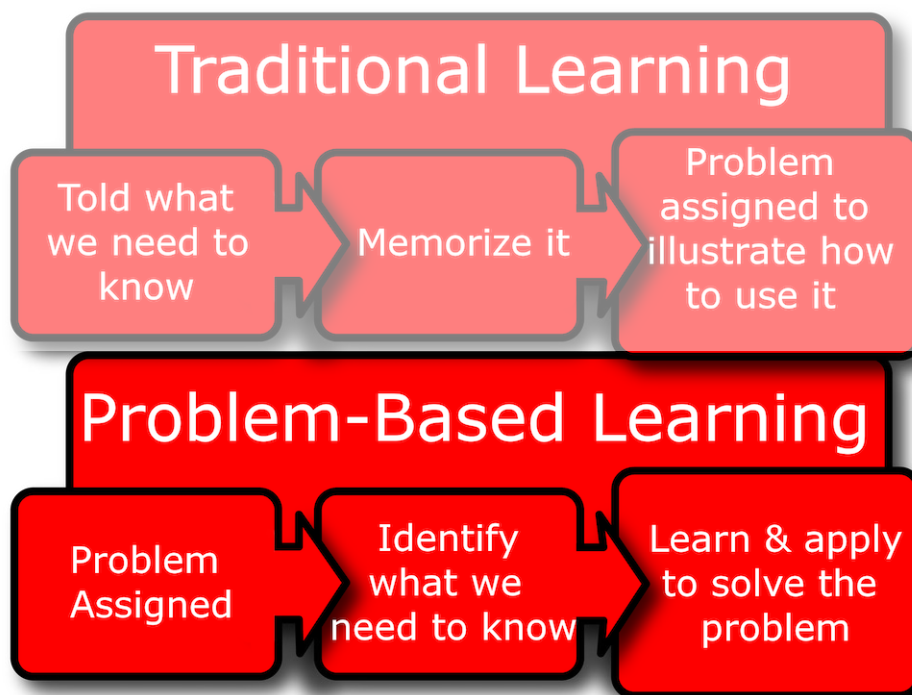 Traditional Learning
Told what
we need to
know
Memorize it
Problem
assigned to
illustrate how
to use it
Problem-Based Learning
Problem
Assigned
Identify
what we
need to know
Learn & apply
to solve the
problem